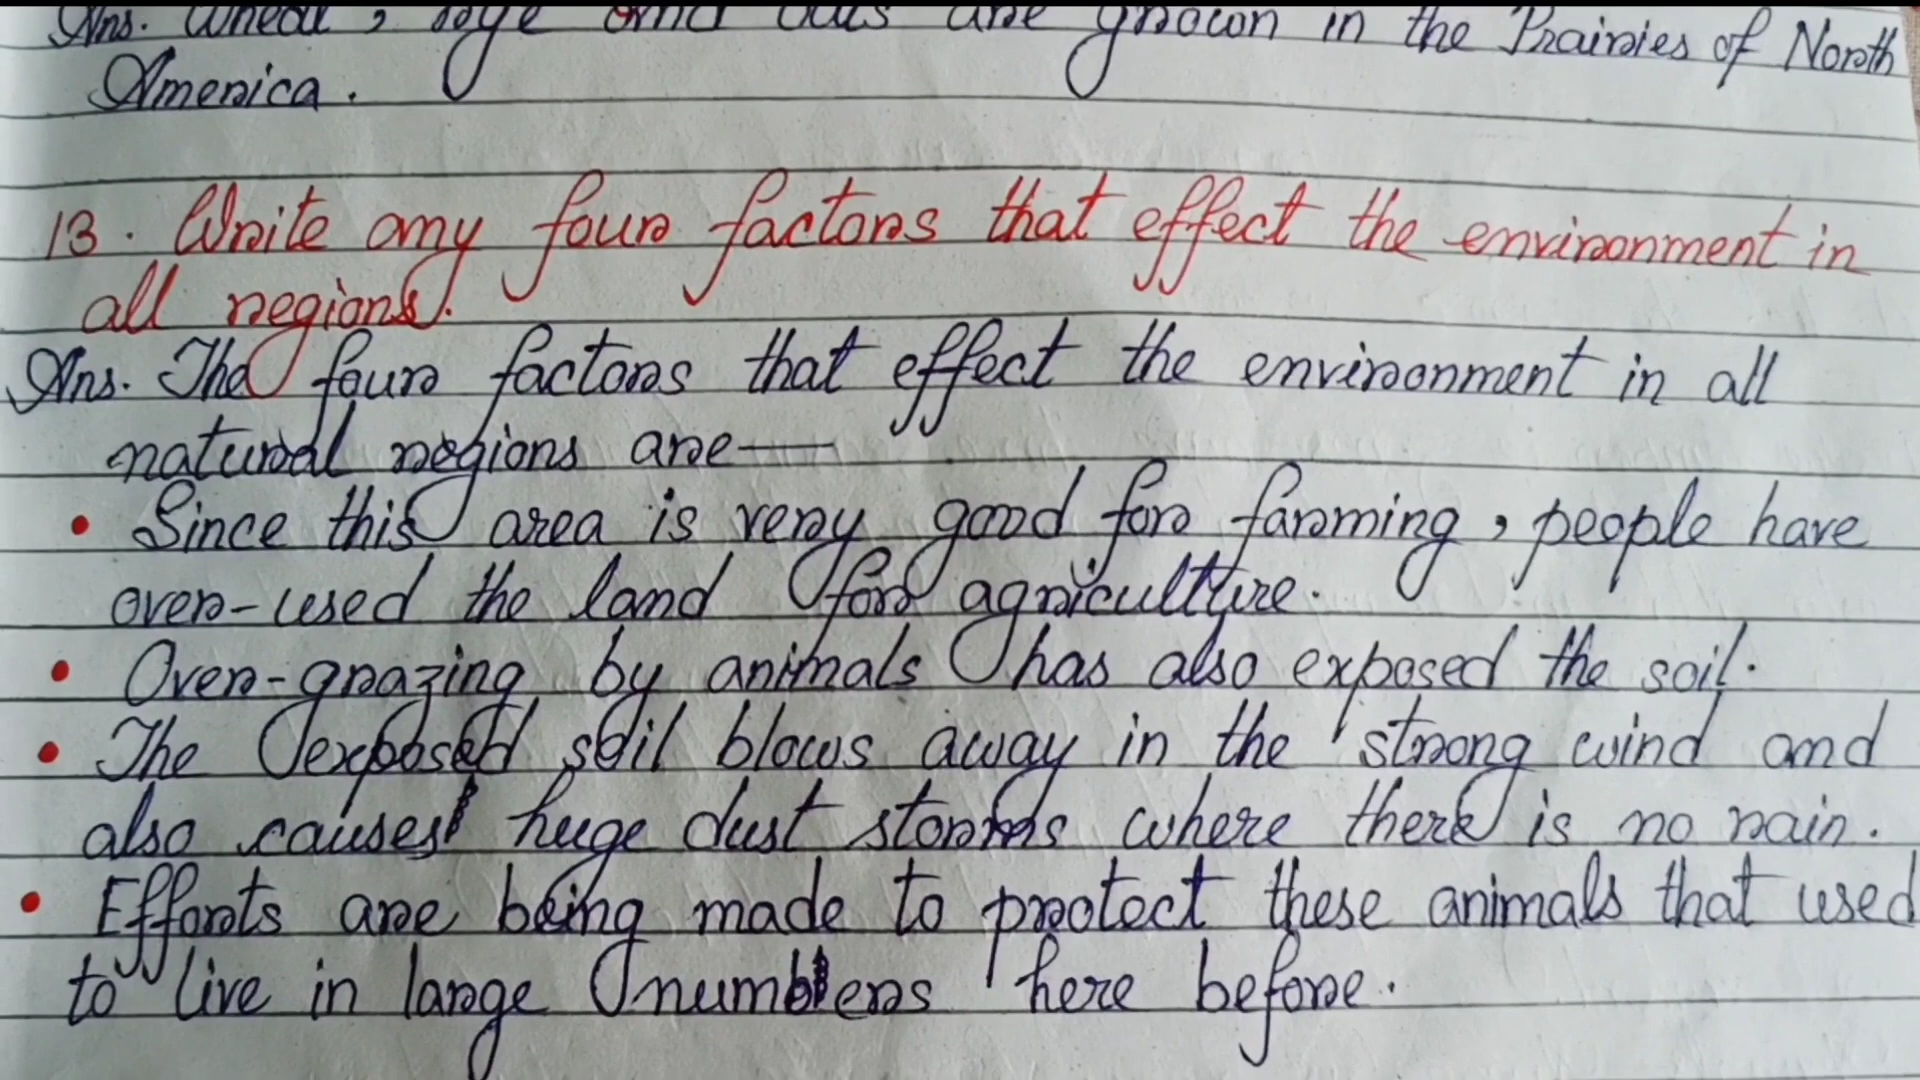 Ans. Wheat, rye and oats are grown in the Prairies of North
America.
13. Write any four factors that effect the environment in
all regions.
Ans. The four factors that effect the environment in all
natural regions are—
• Since this area is very good for farming, people have
over-used the land for agriculture.
• Over-grazing by animals has also exposed the soil.
• The exposed soil blows away in the strong wind and
also causes huge dust storms where there is no rain.
• Efforts are being made to protect these animals that used
to live in large numbers here before.